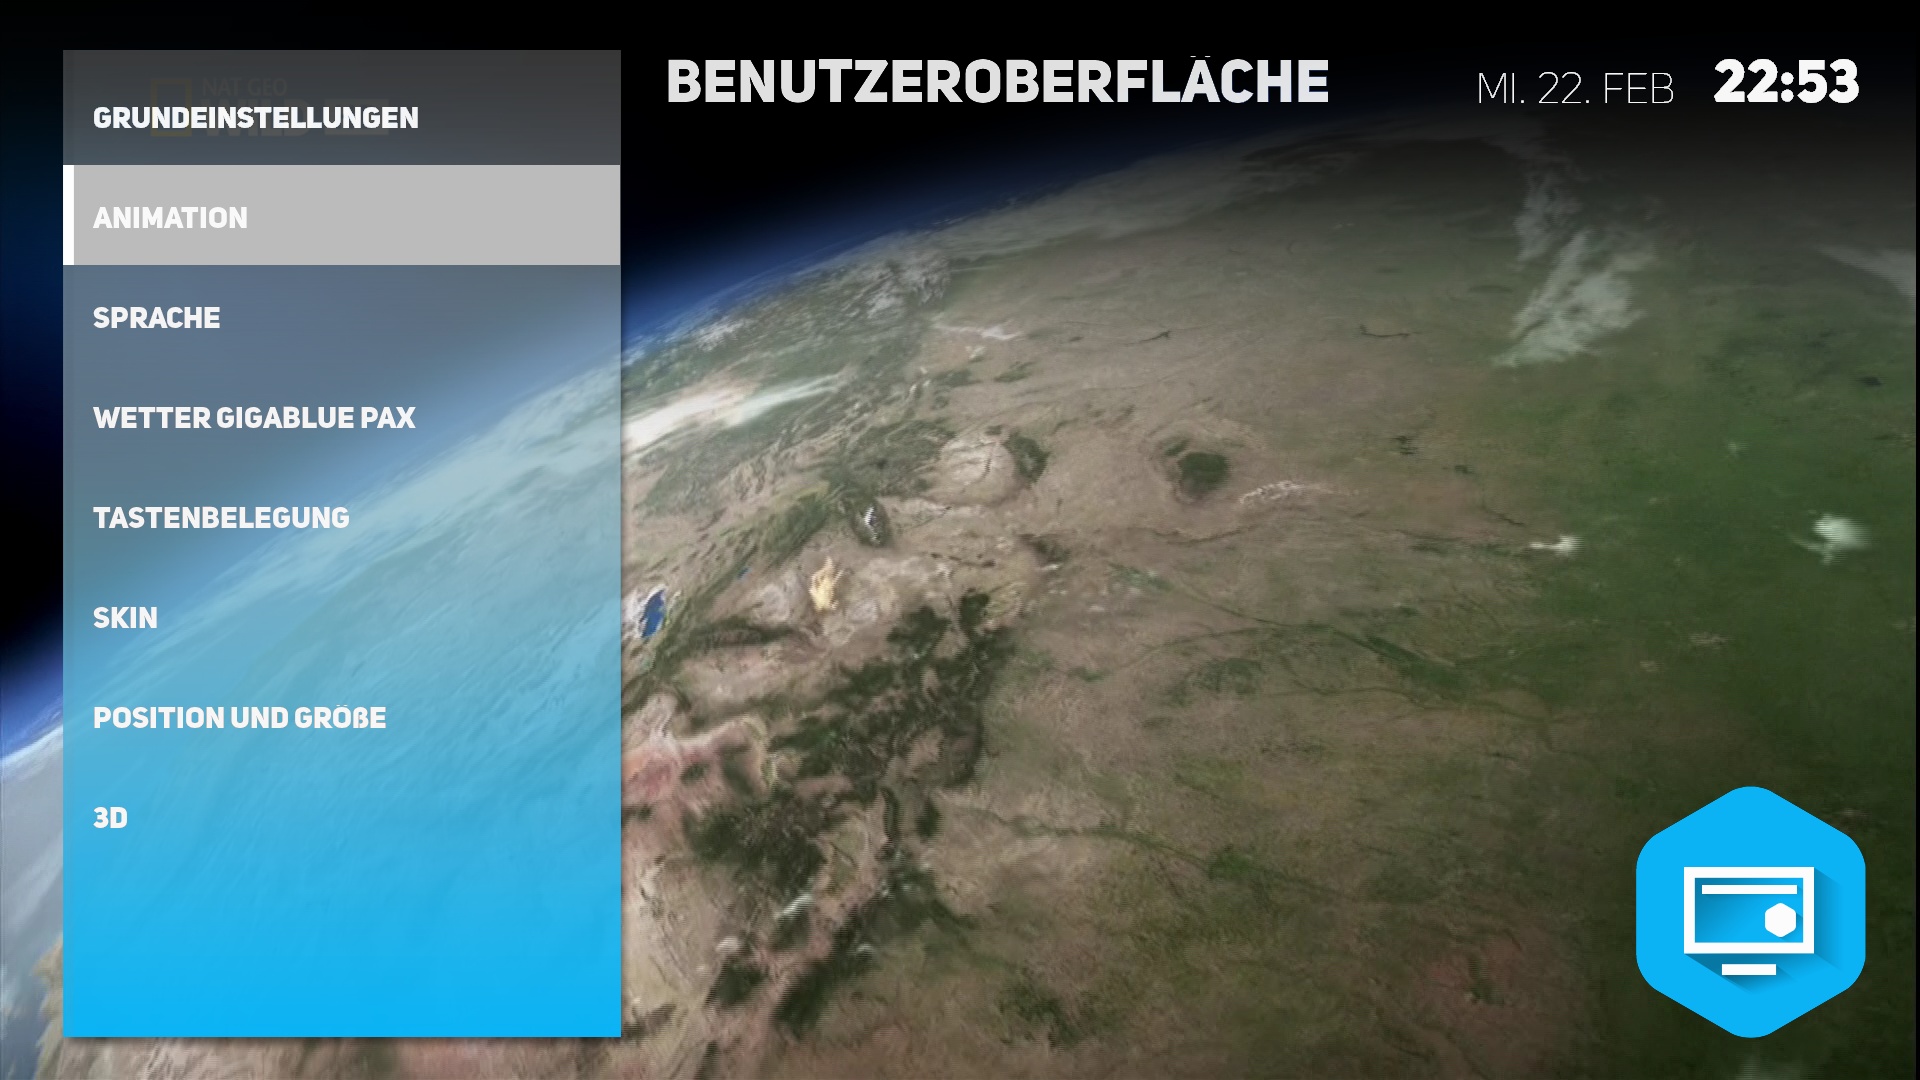 BENUTZEROBERFLÄCHE
MI. 22. FEB 22:53
NAT GEO
WILD
GRUNDEINSTELLUNGEN
ANIMATION
SPRACHE
WETTER GIGABLUE PAX
TASTENBELEGUNG
SKIN
POSITION UND GRÖßE
3D